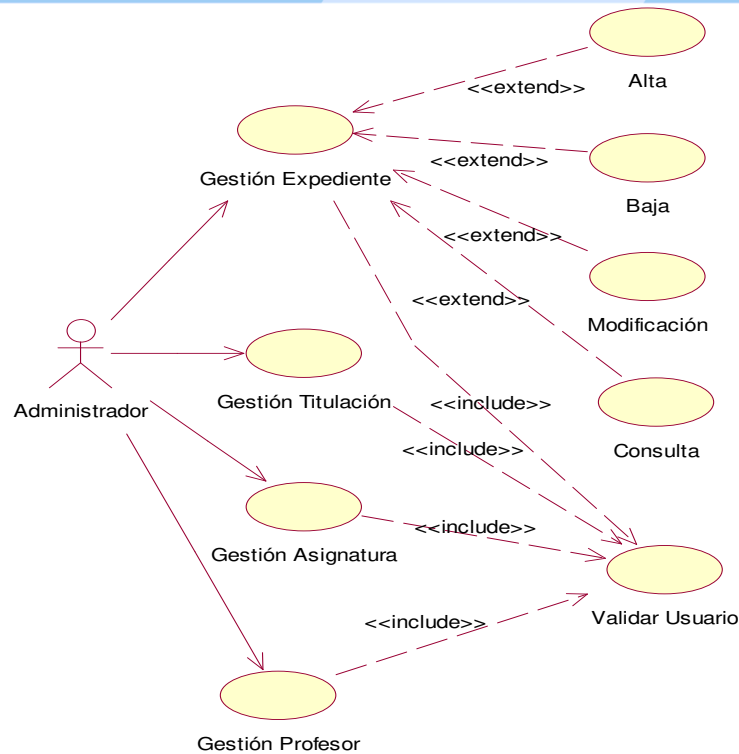 Alta
<<extend>>
<<extend>>
Gestión Expediente
Baja
<<extend>>
<<extend>>
Modificación
Gestión Titulación
<<include>>
Administrador
<<include>>
Consulta
<<include>>
Gestión Asignatura
Validar Usuario
<<include>>
Gestión Profesor